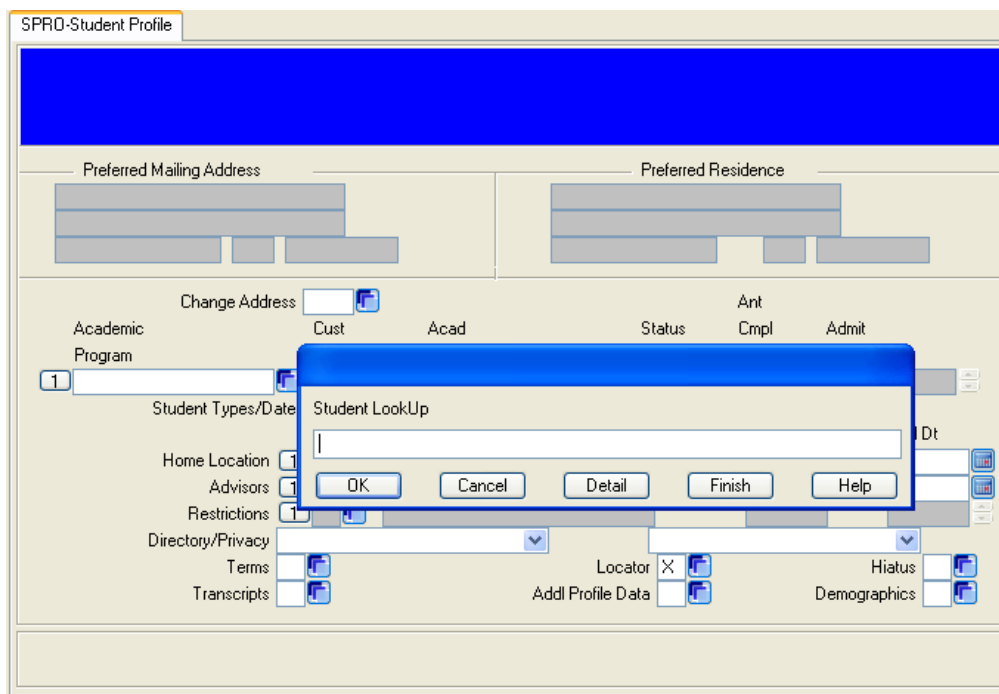 SPRO-Student Profile
Preferred Mailing Address Preferred Residence
Change Address Ant
Academic Cust Acad Status Cmpl Admit
Program
1
Student Types/Date
Student LookUp
Dt
Home Location 1
OK Cancel Detail Finish Help
Advisors 1
Restrictions 1
Directory/Privacy
Terms Locator X Hiatus
Transcripts Addl Profile Data Demographics